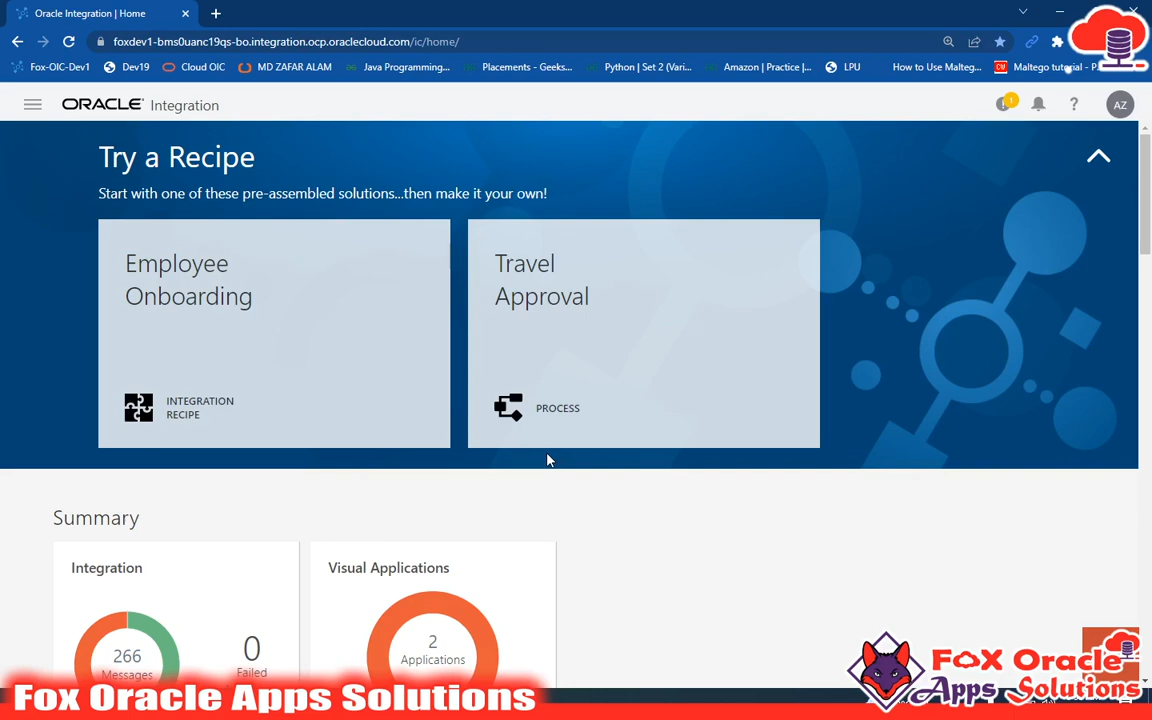 Oracle Integration | Home
foxdev1-bms0uanc19qs-bo.integration.ocp.oraclecloud.com/ic/home/
Fox-OIC-Dev1
Dev19
Cloud OIC
MD ZAFAR ALAM
Java Programming...
Placements - Geeks...
Python | Set 2 (Vari...
Amazon | Practice |...
LPU
How to Use Malteg...
Maltego tutorial - P
ORACLE Integration
AZ
Try a Recipe
Start with one of these pre-assembled solutions...then make it your own!
Employee
Onboarding
INTEGRATION
RECIPE
Travel
Approval
PROCESS
Summary
Integration
266
Messages
0
Failed
Visual Applications
2
Applications
Fox Oracle Apps Solutions
FOX Oracle
Apps Solutions